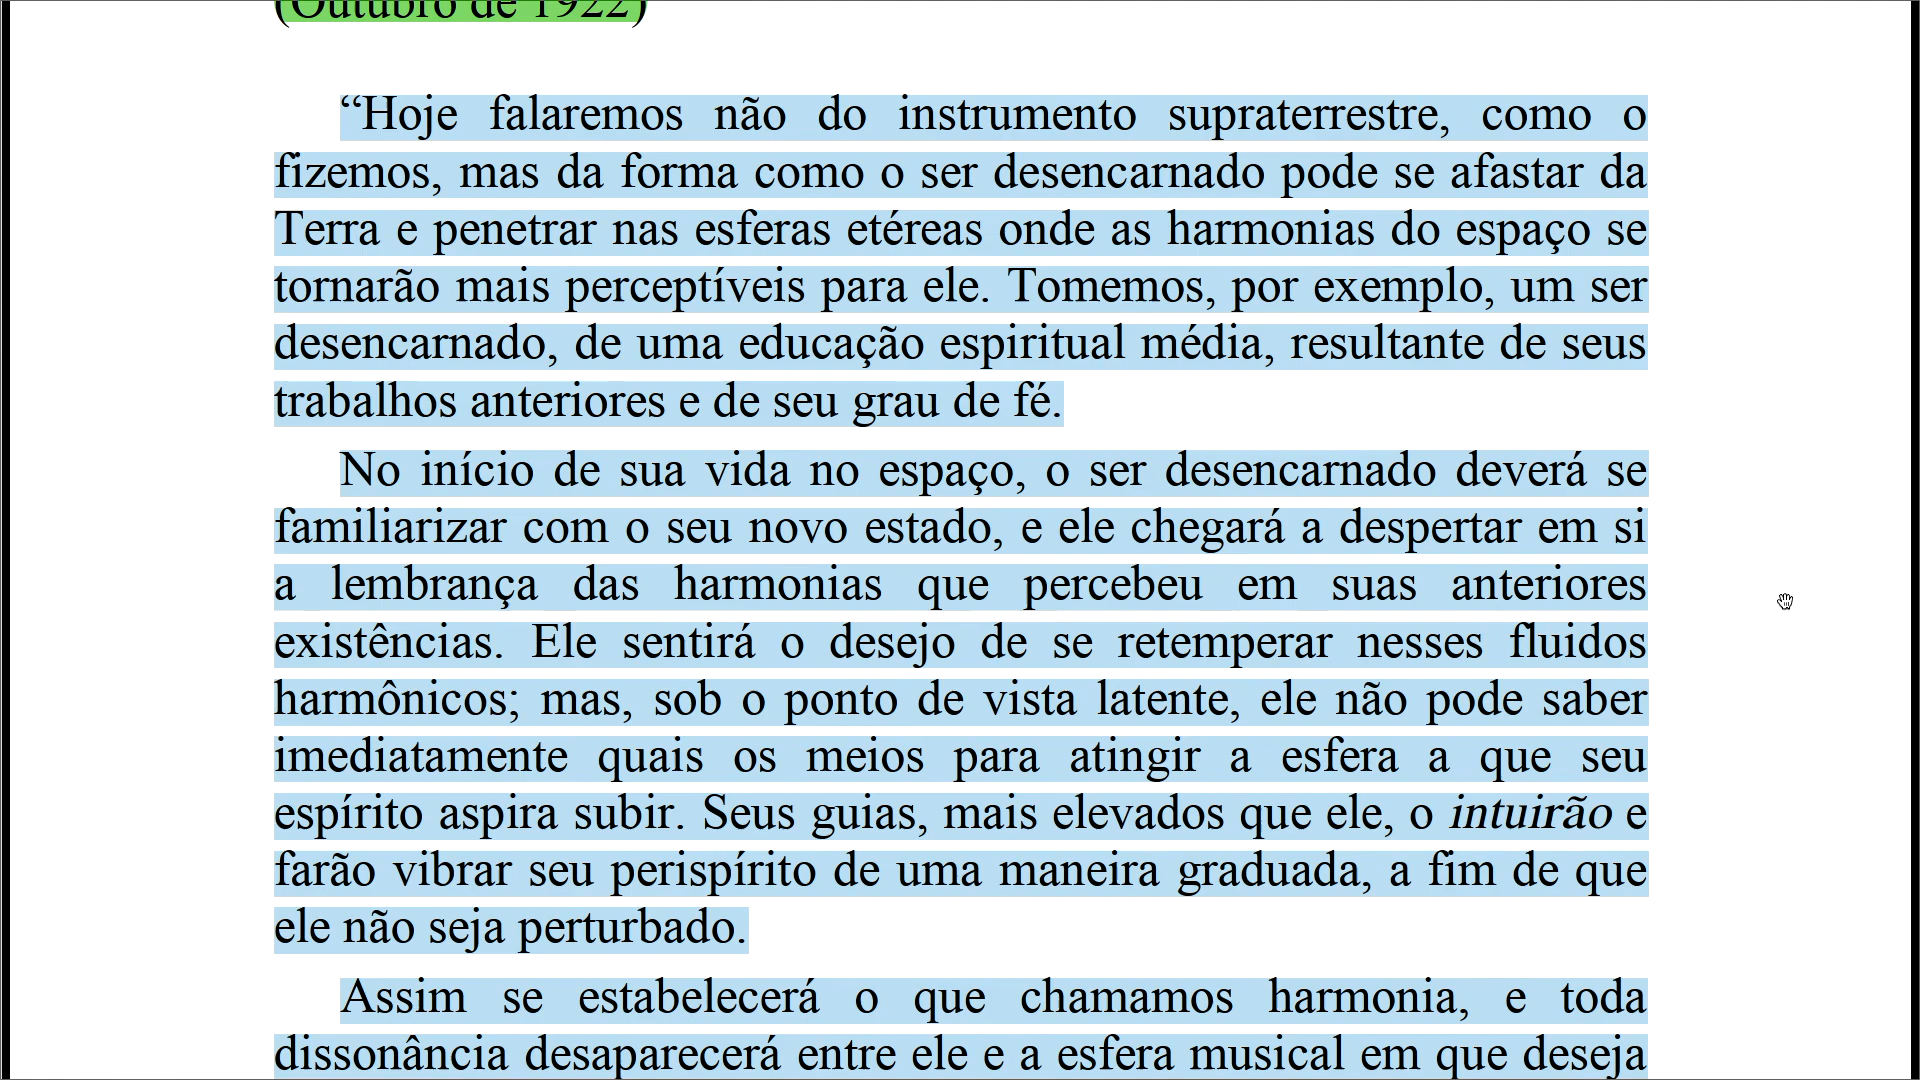 (Outubro de 1922)
“Hoje falaremos não do instrumento supraterrestre, como o
fizemos, mas da forma como o ser desencarnado pode se afastar da
Terra e penetrar nas esferas etéreas onde as harmonias do espaço se
tornarão mais perceptíveis para ele. Tomemos, por exemplo, um ser
desencarnado, de uma educação espiritual média, resultante de seus
trabalhos anteriores e de seu grau de fé.
No início de sua vida no espaço, o ser desencarnado deverá se
familiarizar com o seu novo estado, e ele chegará a despertar em si
a lembrança das harmonias que percebeu em suas anteriores
existências. Ele sentirá o desejo de se retemperar nesses fluidos
harmônicos; mas, sob o ponto de vista latente, ele não pode saber
imediatamente quais os meios para atingir a esfera a que seu
espírito aspira subir. Seus guias, mais elevados que ele, o intuirão e
farão vibrar seu perispírito de uma maneira graduada, a fim de que
ele não seja perturbado.
Assim se estabelecerá o que chamamos harmonia, e toda
dissonância desaparecerá entre ele e a esfera musical em que deseja